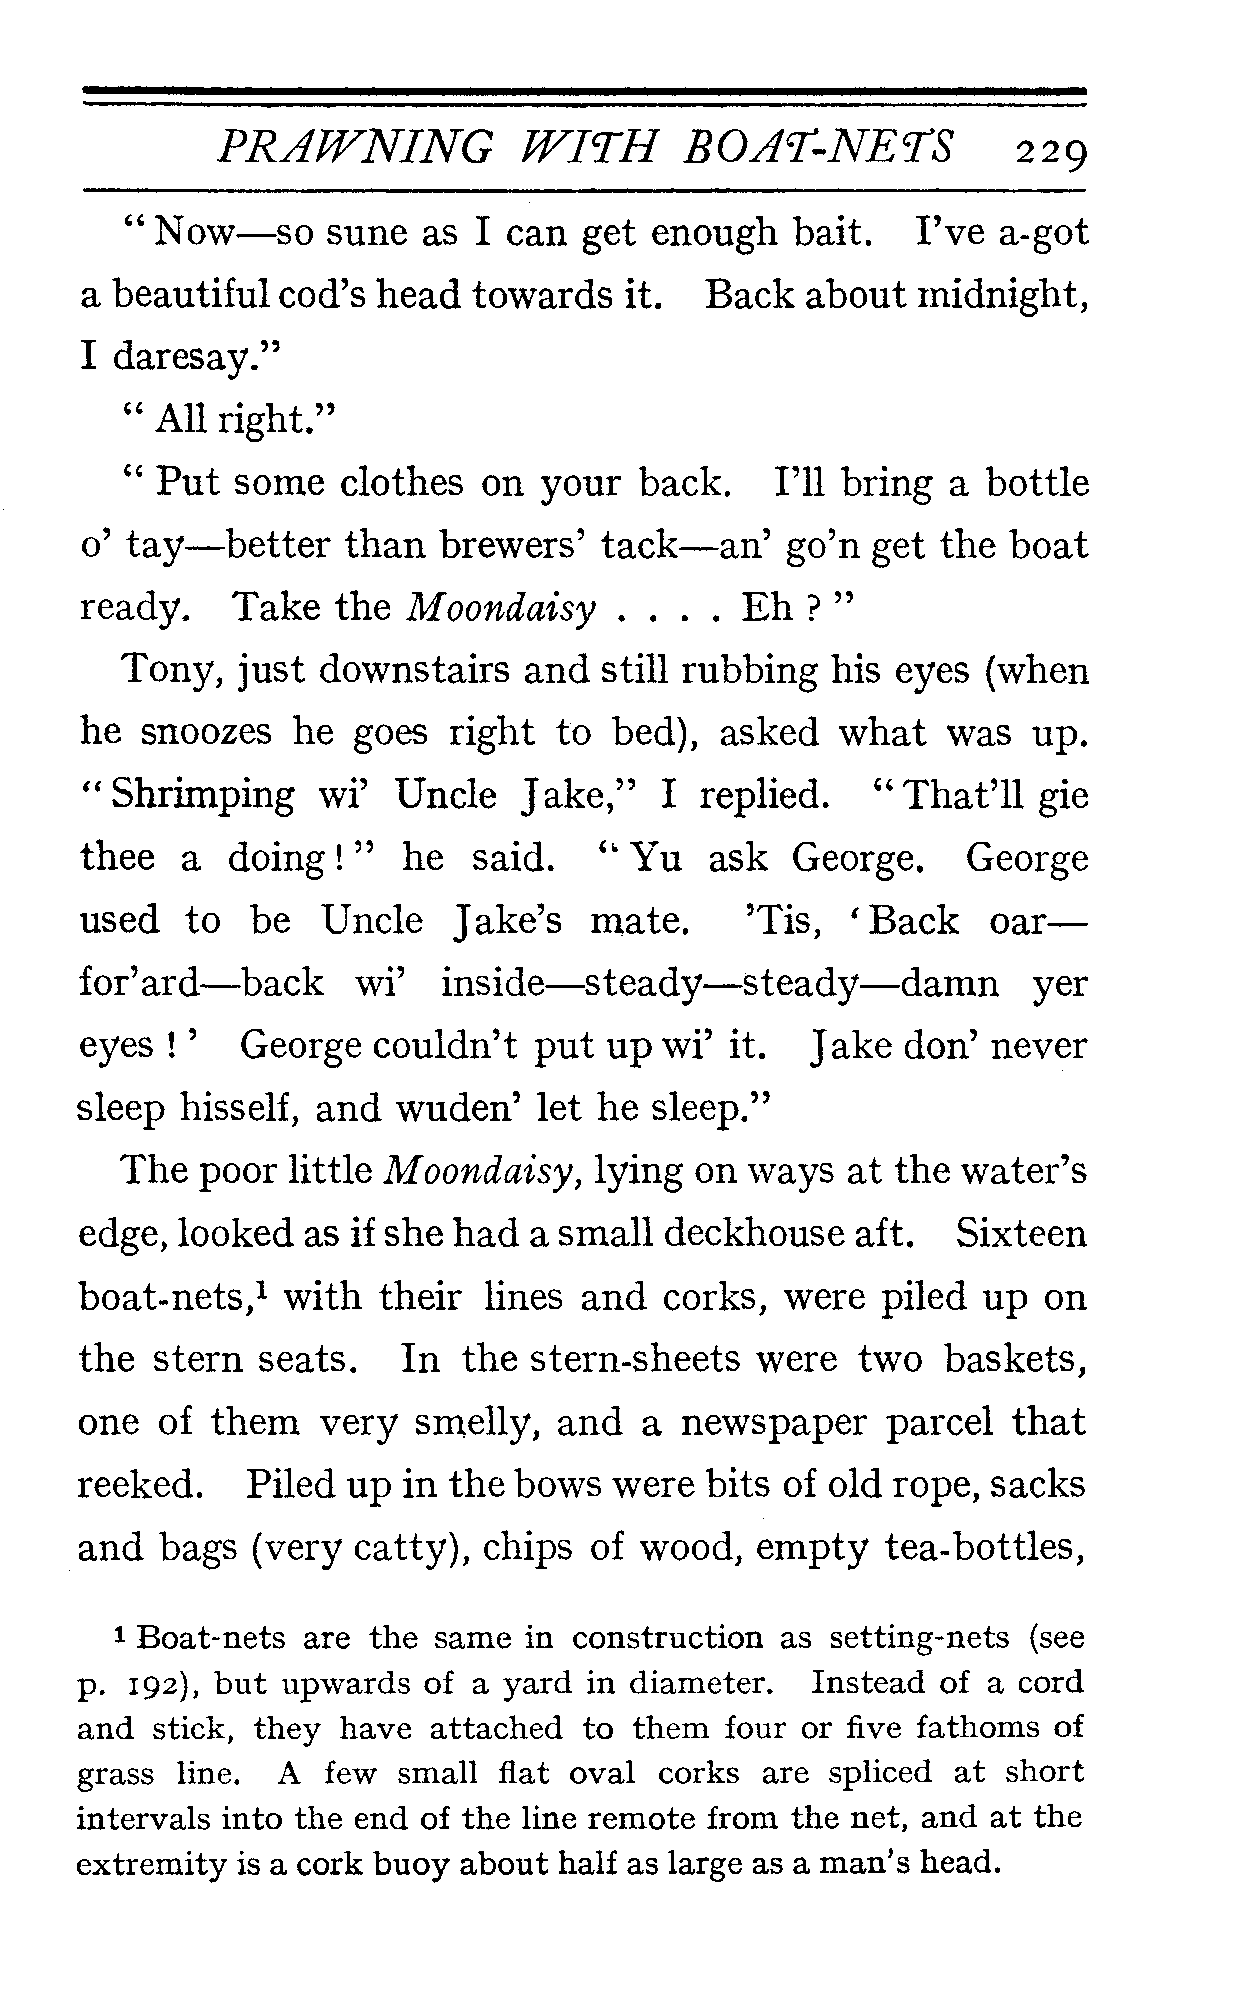 PRAWNING WITH BOAT-NETS 229
“Now—so sune as I can get enough bait. I’ve a-got
a beautiful cod’s head towards it. Back about midnight,
I daresay.”
“All right.”
“Put some clothes on your back. I’ll bring a bottle
o’ tay—better than brewers’ tack—an’ go’n get the boat
ready. Take the Moondaisy . . . . Eh ? ”
Tony, just downstairs and still rubbing his eyes (when
he snoozes he goes right to bed), asked what was up.
“Shrimping wi’ Uncle Jake,” I replied. “That’ll gie
thee a doing! ” he said. “Yu ask George. George
used to be Uncle Jake’s mate. ’Tis, ‘Back oar—
for’ard—back wi’ inside—steady—steady—damn yer
eyes ! ’ George couldn’t put up wi’ it. Jake don’ never
sleep hisself, and wuden’ let he sleep.”
The poor little Moondaisy, lying on ways at the water’s
edge, looked as if she had a small deckhouse aft. Sixteen
boat-nets,¹ with their lines and corks, were piled up on
the stern seats. In the stern-sheets were two baskets,
one of them very smelly, and a newspaper parcel that
reeked. Piled up in the bows were bits of old rope, sacks
and bags (very catty), chips of wood, empty tea-bottles,
¹ Boat-nets are the same in construction as setting-nets (see
p. 192), but upwards of a yard in diameter. Instead of a cord
and stick, they have attached to them four or five fathoms of
grass line. A few small flat oval corks are spliced at short
intervals into the end of the line remote from the net, and at the
extremity is a cork buoy about half as large as a man’s head.